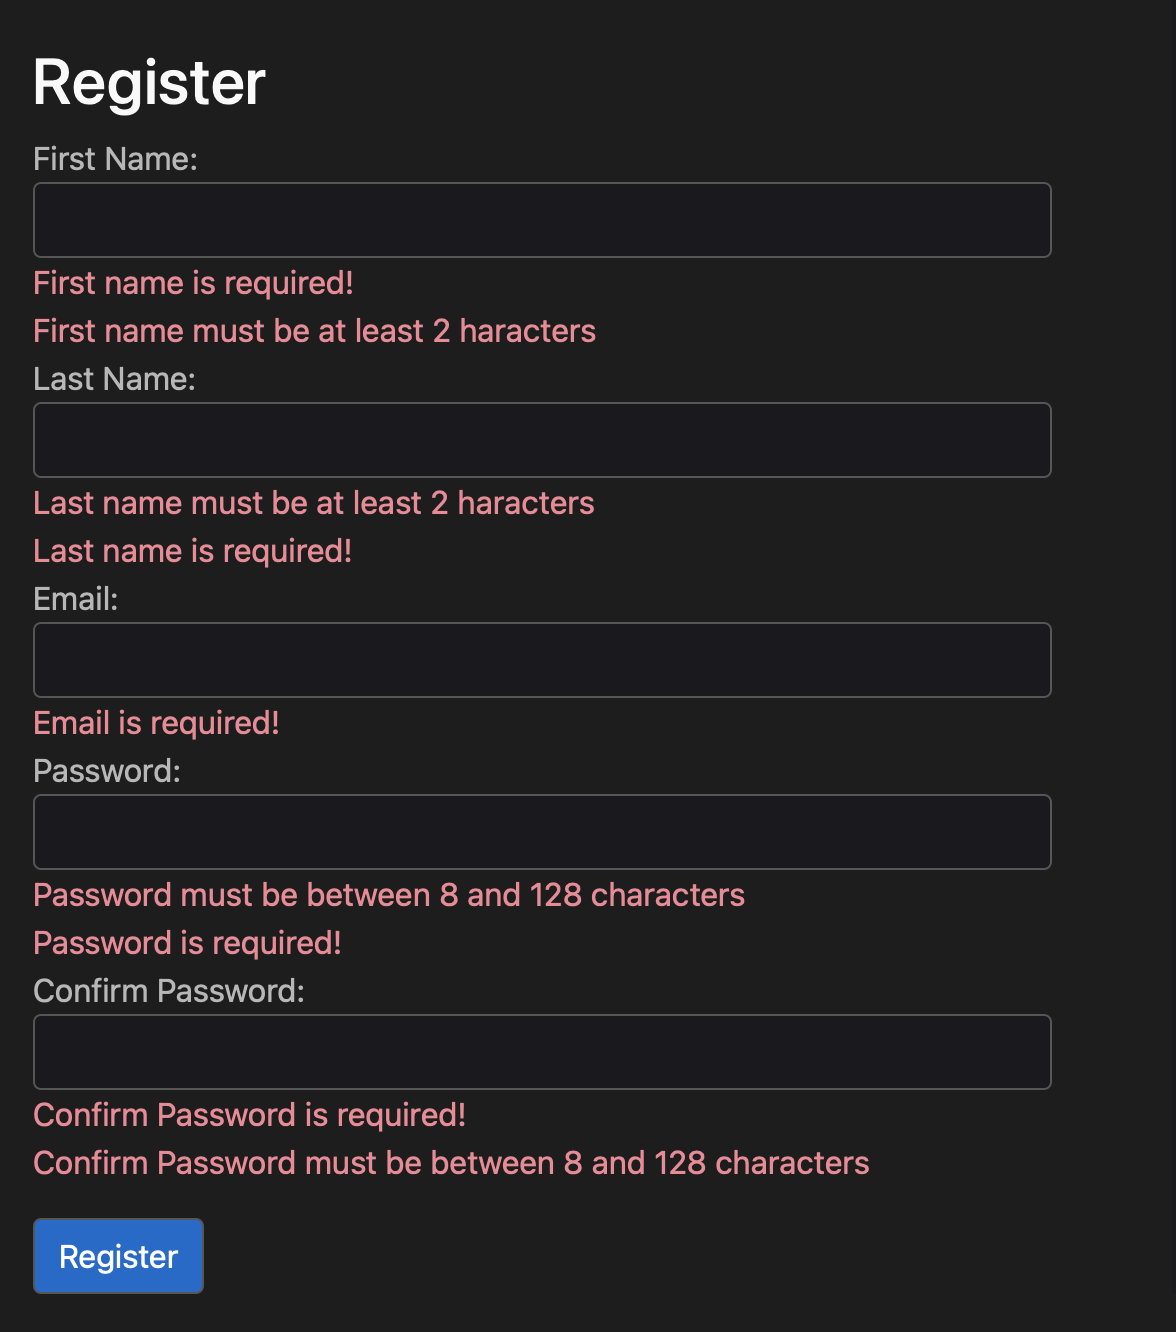 Register
First Name:
First name is required!
First name must be at least 2 haracters
Last Name:
Last name must be at least 2 haracters
Last name is required!
Email:
Email is required!
Password:
Password must be between 8 and 128 characters
Password is required!
Confirm Password:
Confirm Password is required!
Confirm Password must be between 8 and 128 characters
Register